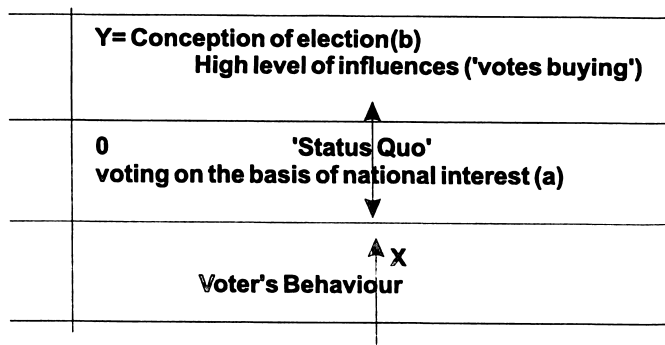 Y= Conception of election(b)
High level of influences ('votes buying')
0 'Status Quo'
voting on the basis of national interest (a)
X
Voter's Behaviour